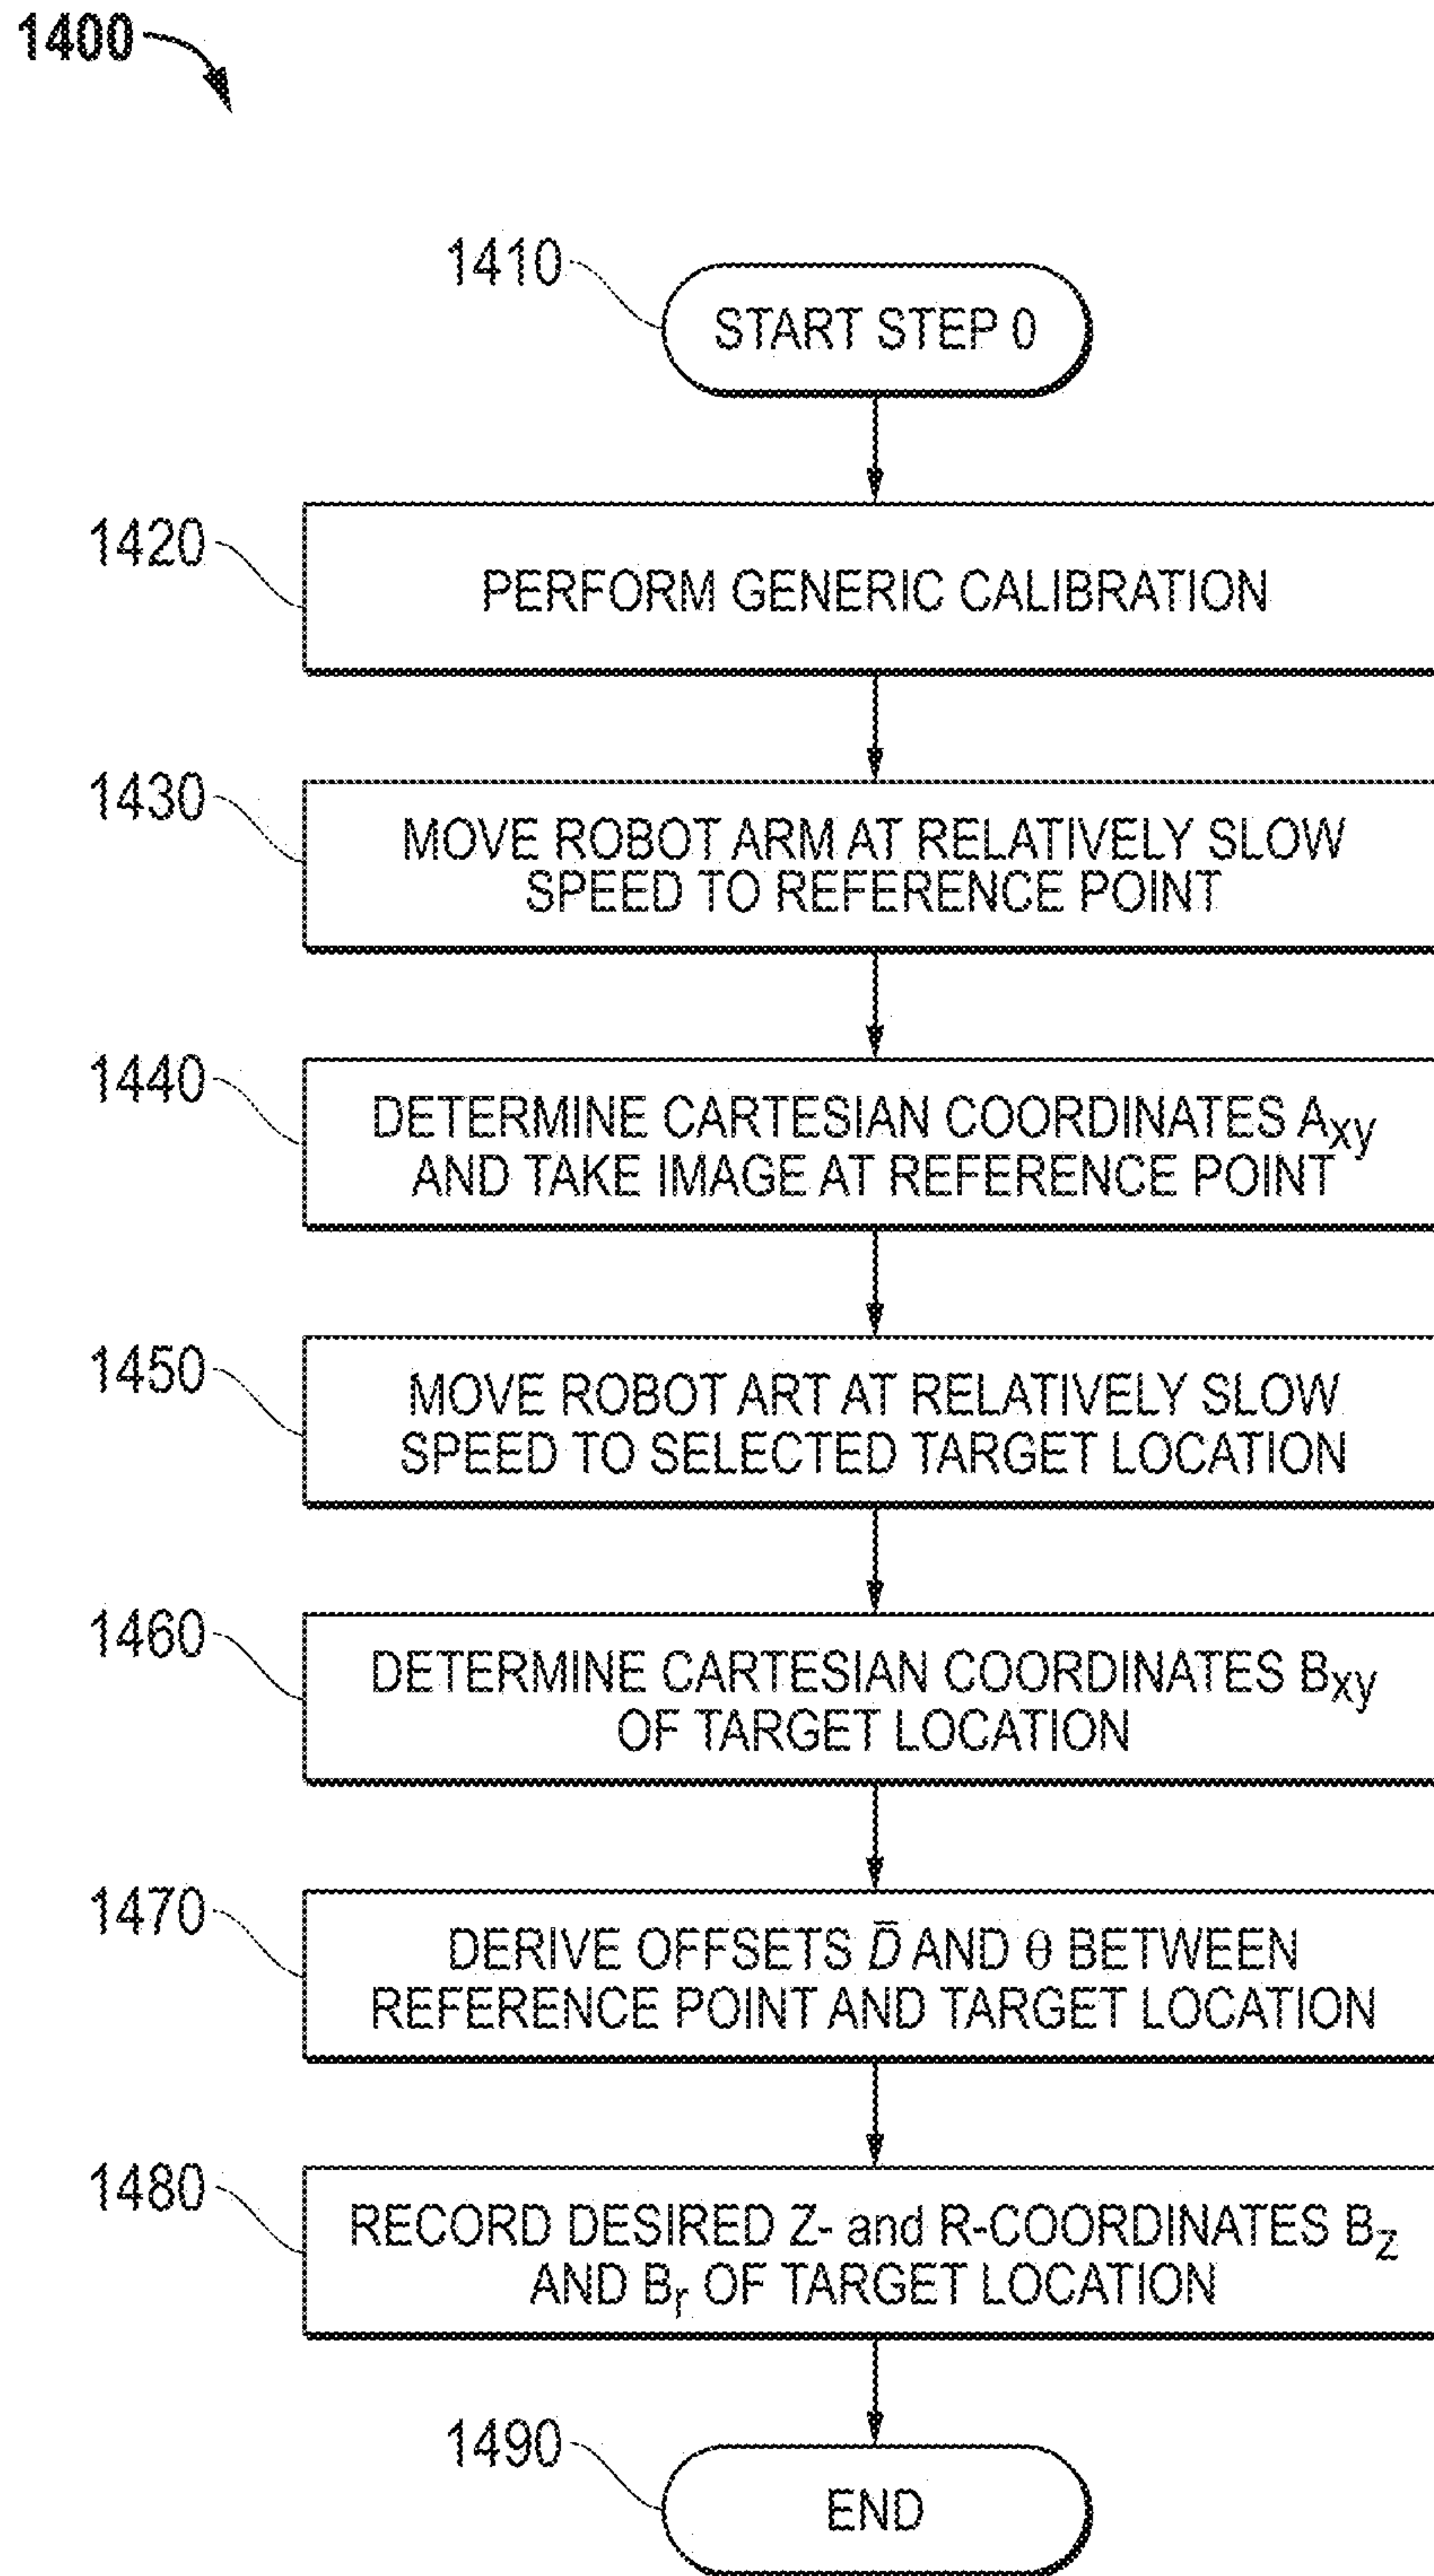 1400
1410
START STEP 0
1420
PERFORM GENERIC CALIBRATION
1430
MOVE ROBOT ARM AT RELATIVELY SLOW
SPEED TO REFERENCE POINT
1440
DETERMINE CARTESIAN COORDINATES Axy
AND TAKE IMAGE AT REFERENCE POINT
1450
MOVE ROBOT ART AT RELATIVELY SLOW
SPEED TO SELECTED TARGET LOCATION
1460
DETERMINE CARTESIAN COORDINATES Bxy
OF TARGET LOCATION
1470
DERIVE OFFSETS D̅ AND θ BETWEEN
REFERENCE POINT AND TARGET LOCATION
1480
RECORD DESIRED Z- and R-COORDINATES Bz
AND Br OF TARGET LOCATION
1490
END